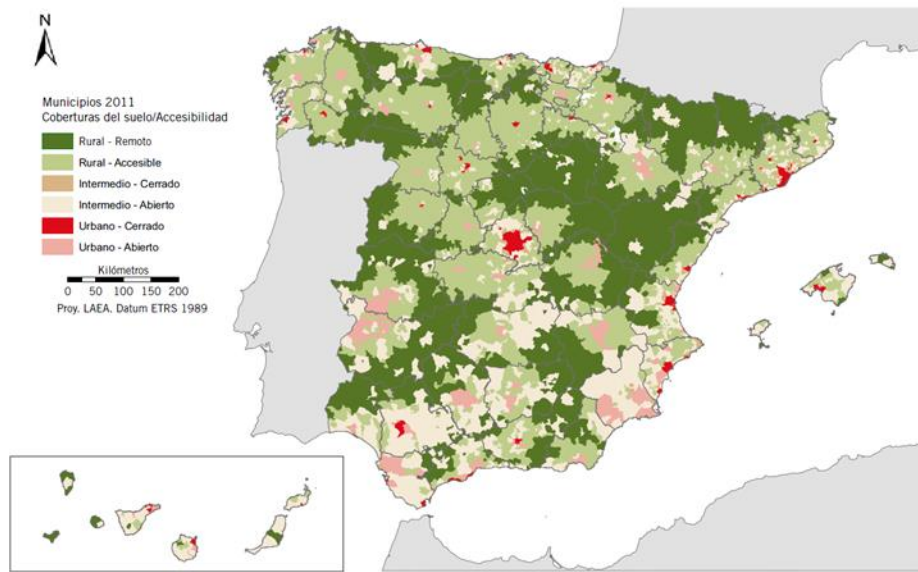 N
Municipios 2011
Coberturas del suelo/Accesibilidad
Rural - Remoto
Rural - Accesible
Intermedio - Cerrado
Intermedio - Abierto
Urbano - Cerrado
Urbano - Abierto
Kilómetros
0 25 50 100 150 200
Proy. LAEA. Datum ETRS 1989